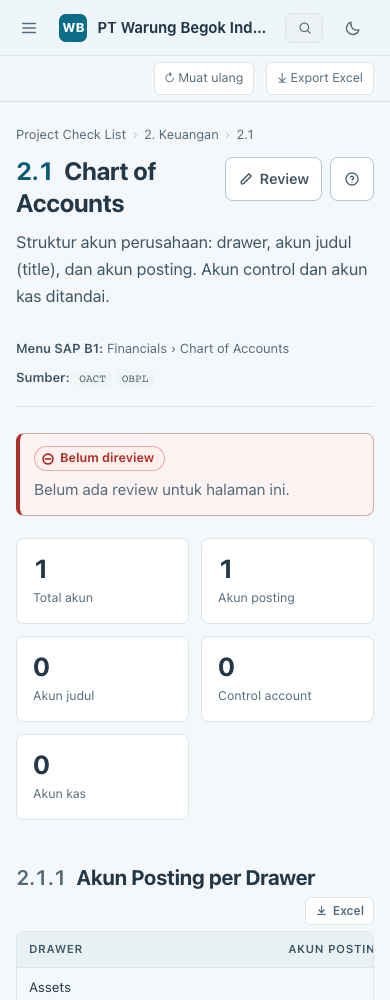 WB PT Warung Begok Ind...
Muat ulang Export Excel
Project Check List › 2. Keuangan › 2.1
2.1 Chart of
Accounts
Review
Struktur akun perusahaan: drawer, akun judul
(title), dan akun posting. Akun control dan akun
kas ditandai.
Menu SAP B1: Financials › Chart of Accounts
Sumber: OACT OBPL
Belum direview
Belum ada review untuk halaman ini.
1 1
Total akun Akun posting
0 0
Akun judul Control account
0
Akun kas
2.1.1 Akun Posting per Drawer
Excel
DRAWER AKUN POSTIN
Assets